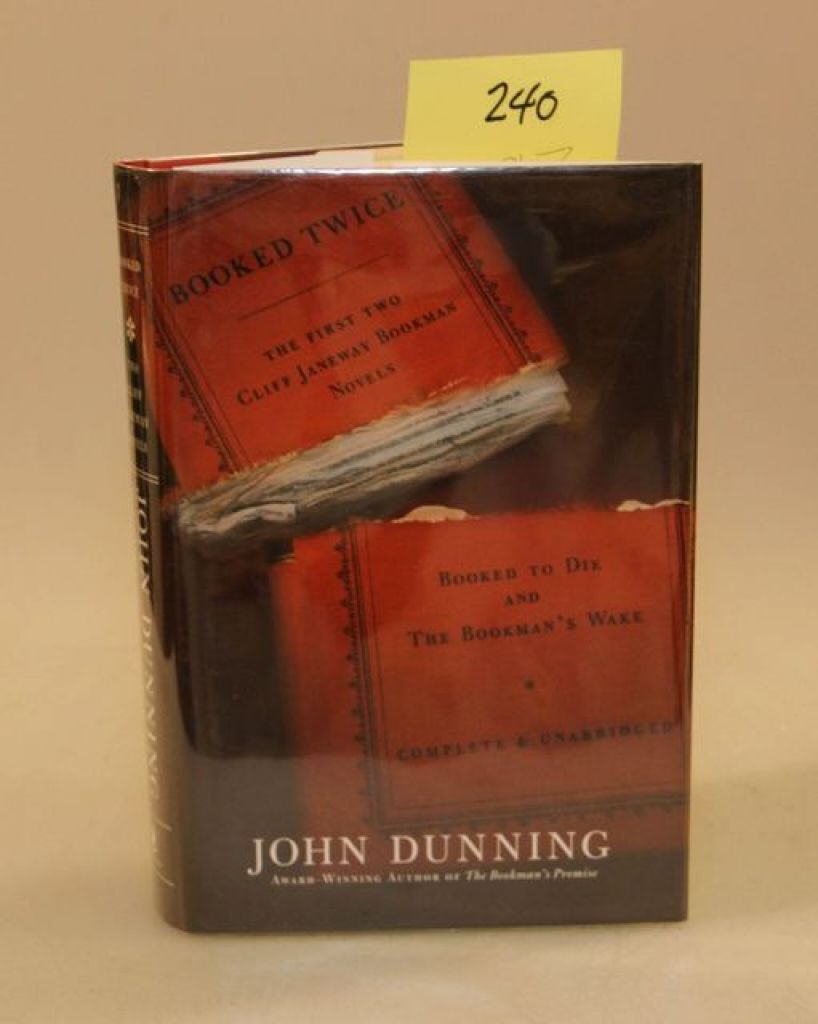 240
BOOKED TWICE
THE FIRST TWO
CLIFF JANEWAY BOOKMAN
NOVELS
BOOKED TO DIE
AND
THE BOOKMAN'S WAKE
COMPLETE & UNABRIDGED
JOHN DUNNING
AWARD-WINNING AUTHOR OF The Bookman's Promise
JOHN DUNNING